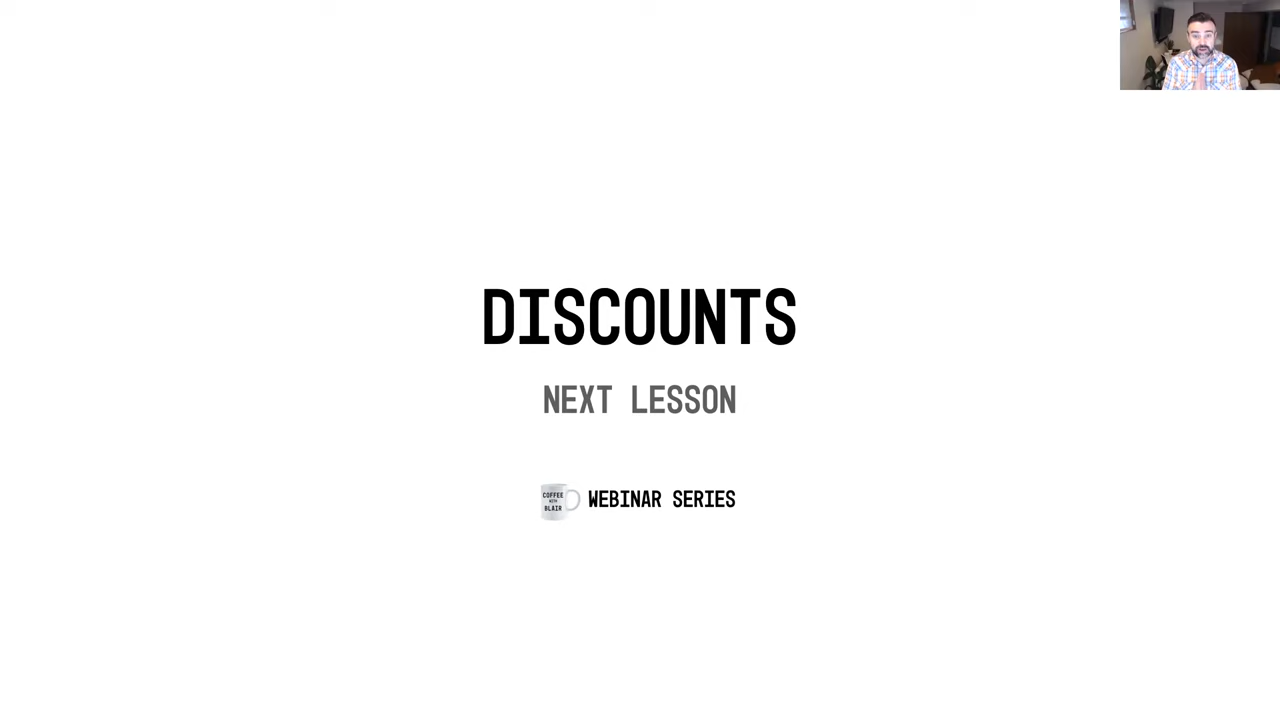 DISCOUNTS
NEXT LESSON
COFFEE
WITH
BLAIR
WEBINAR SERIES